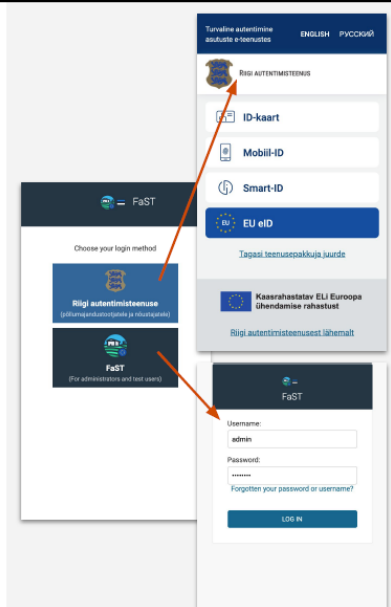 FaST
Choose your login method
Riigi autentimisteenuse
(põllumajandustootjatele ja nõustajatele)
FaST
(For administrators and test users)
Turvaline autentimine
asutuste e-teenustes
ENGLISH РУССКИЙ
RIIGI AUTENTIMISTEENUS
ID-kaart
Mobiil-ID
Smart-ID
EU eID
Tagasi teenusepakkuja juurde
Kaasrahastatav ELi Euroopa
ühendamise rahastust
Riigi autentimisteenusest lähemalt
FaST
Username:
admin
Password:
Forgotten your password or username?
LOG IN